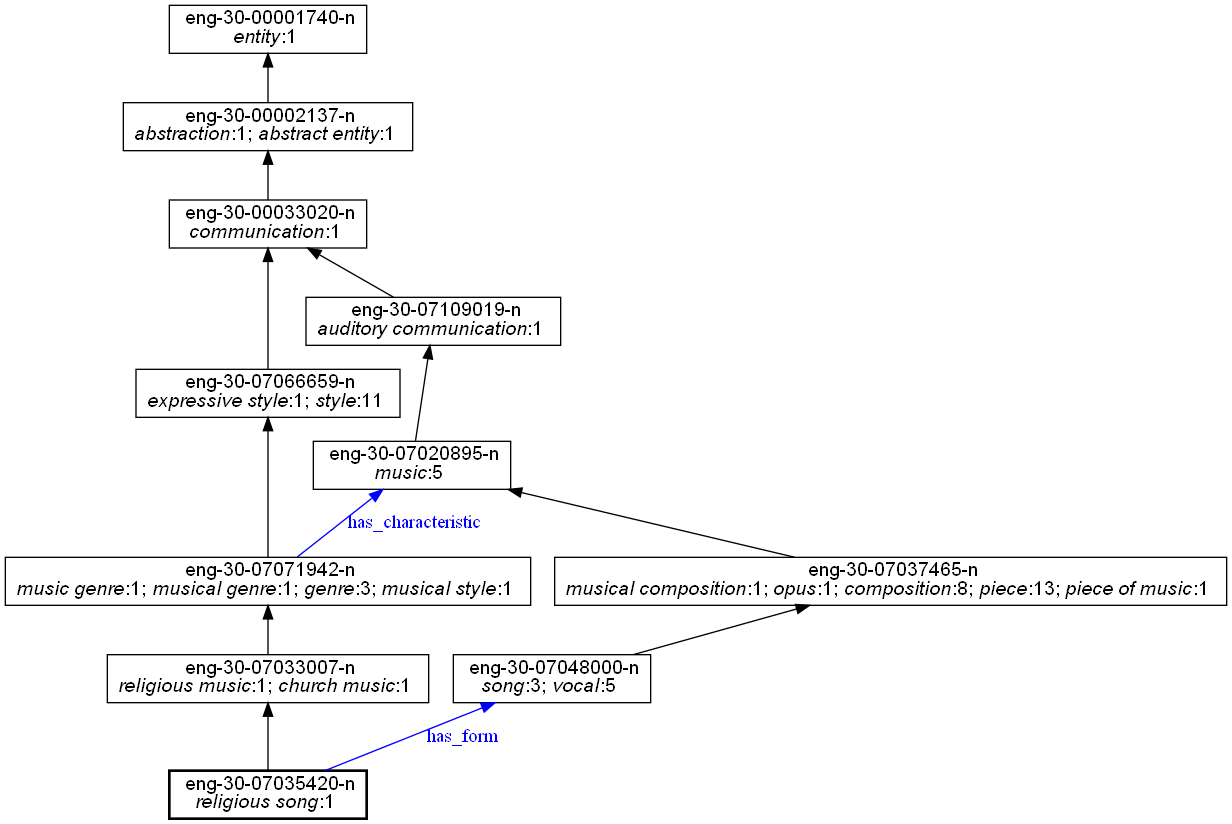 eng-30-00001740-n
entity:1
eng-30-00002137-n
abstraction:1; abstract entity:1
eng-30-00033020-n
communication:1
eng-30-07109019-n
auditory communication:1
eng-30-07066659-n
expressive style:1; style:11
eng-30-07020895-n
music:5
has_characteristic
eng-30-07071942-n
music genre:1; musical genre:1; genre:3; musical style:1
eng-30-07037465-n
musical composition:1; opus:1; composition:8; piece:13; piece of music:1
eng-30-07033007-n
religious music:1; church music:1
eng-30-07048000-n
song:3; vocal:5
has_form
eng-30-07035420-n
religious song:1